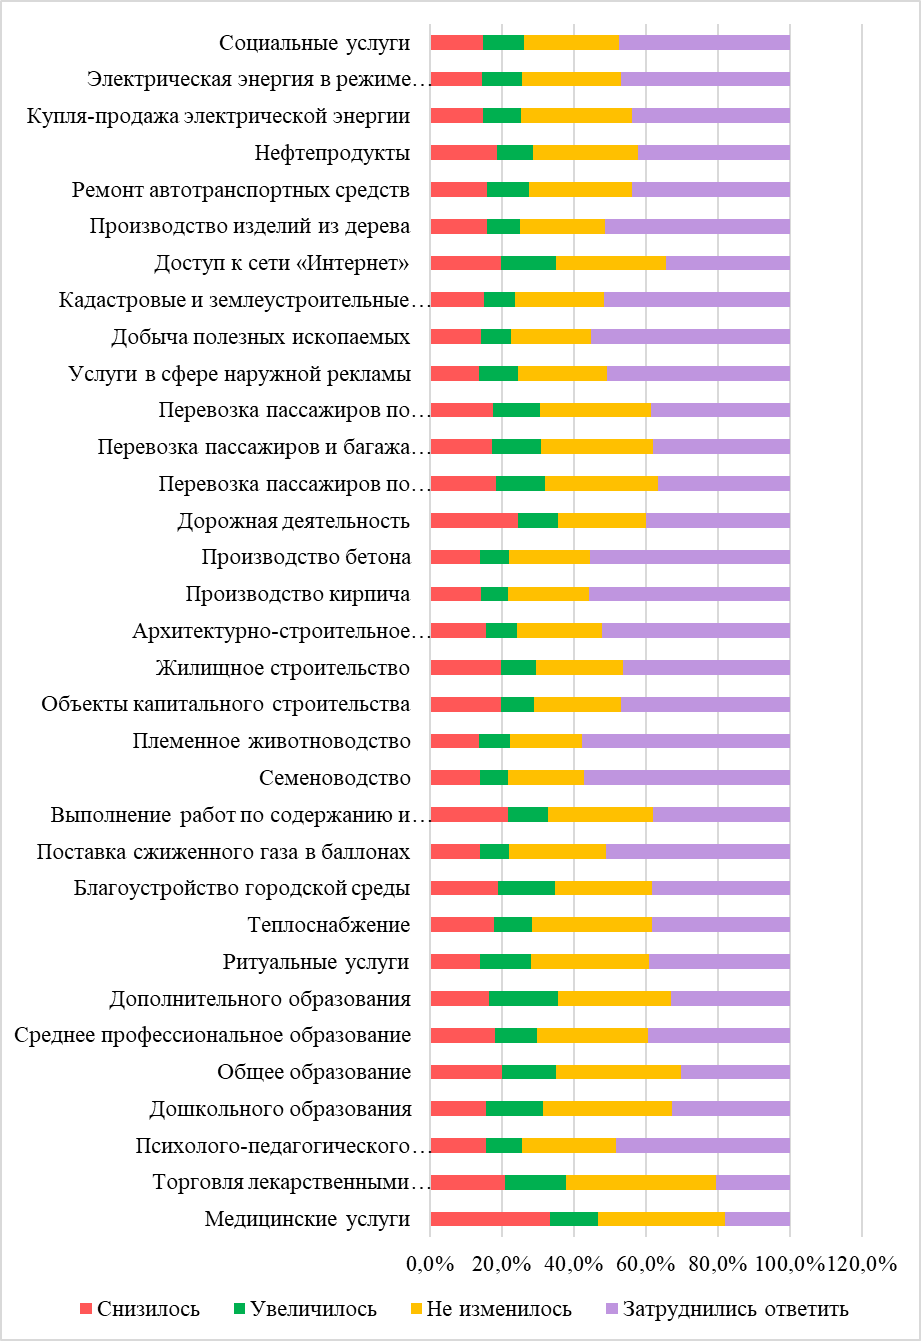 Социальные услуги
Электрическая энергия в режиме…
Купля-продажа электрической энергии
Нефтепродукты
Ремонт автотранспортных средств
Производство изделий из дерева
Доступ к сети «Интернет»
Кадастровые и землеустроительные…
Добыча полезных ископаемых
Услуги в сфере наружной рекламы
Перевозка пассажиров по…
Перевозка пассажиров и багажа…
Перевозка пассажиров по…
Дорожная деятельность
Производство бетона
Производство кирпича
Архитектурно-строительное…
Жилищное строительство
Объекты капитального строительства
Племенное животноводство
Семеноводство
Выполнение работ по содержанию и…
Поставка сжиженного газа в баллонах
Благоустройство городской среды
Теплоснабжение
Ритуальные услуги
Дополнительного образования
Среднее профессиональное образование
Общее образование
Дошкольного образования
Психолого-педагогического…
Торговля лекарственными…
Медицинские услуги
0,0% 20,0% 40,0% 60,0% 80,0% 100,0% 120,0%
Снизилось Увеличилось Не изменилось Затруднились ответить